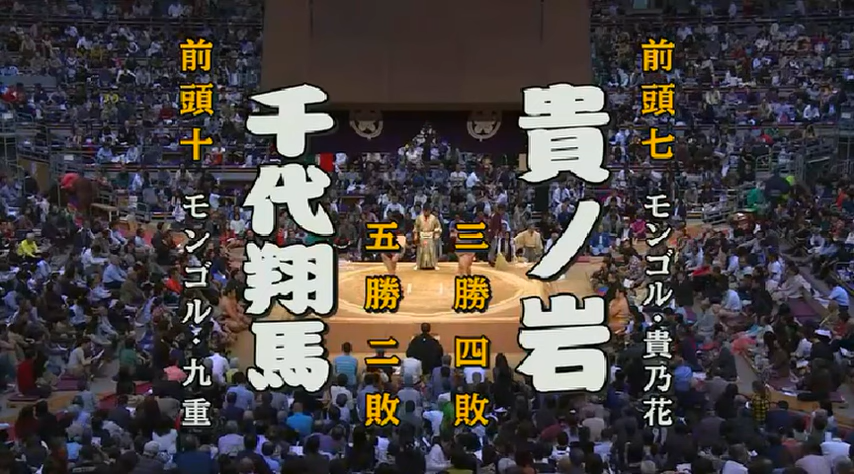 前頭七
モンゴル・貴乃花
貴ノ岩
三勝四敗
五勝二敗
千代翔馬
前頭十
モンゴル・九重